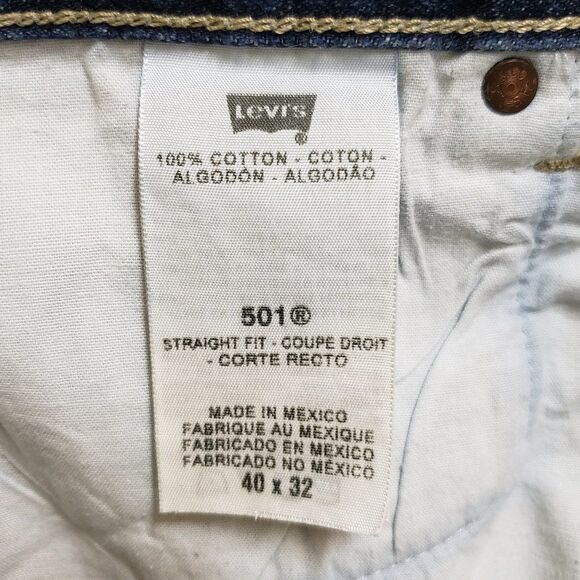 Levi's
®
100% COTTON - COTON -
ALGODÓN - ALGODÃO
501®
STRAIGHT FIT - COUPE DROIT
- CORTE RECTO
MADE IN MEXICO
FABRIQUE AU MEXIQUE
FABRICADO EN MEXICO
FABRICADO NO MÉXICO
40 x 32